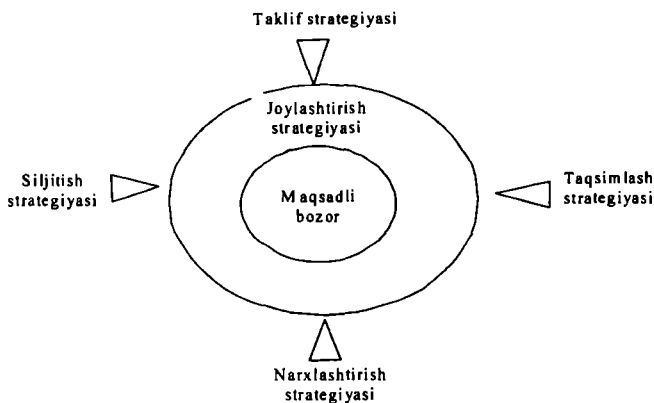 Taklif strategiyasi
Joylashtirish
strategiyasi
Siljitish
strategiyasi
Maqsadli
bozor
Taqsimlash
strategiyasi
Narxlashtirish
strategiyasi